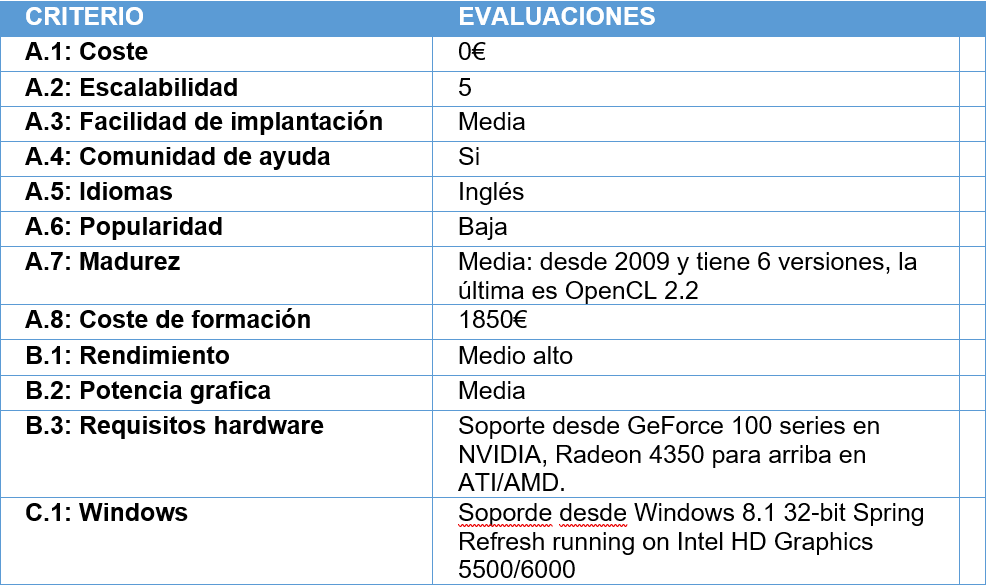 CRITERIO EVALUACIONES
A.1: Coste 0€
A.2: Escalabilidad 5
A.3: Facilidad de implantación Media
A.4: Comunidad de ayuda Si
A.5: Idiomas Inglés
A.6: Popularidad Baja
A.7: Madurez Media: desde 2009 y tiene 6 versiones, la
última es OpenCL 2.2
A.8: Coste de formación 1850€
B.1: Rendimiento Medio alto
B.2: Potencia grafica Media
B.3: Requisitos hardware Soporte desde GeForce 100 series en
NVIDIA, Radeon 4350 para arriba en
ATI/AMD.
C.1: Windows Soporde desde Windows 8.1 32-bit Spring
Refresh running on Intel HD Graphics
5500/6000